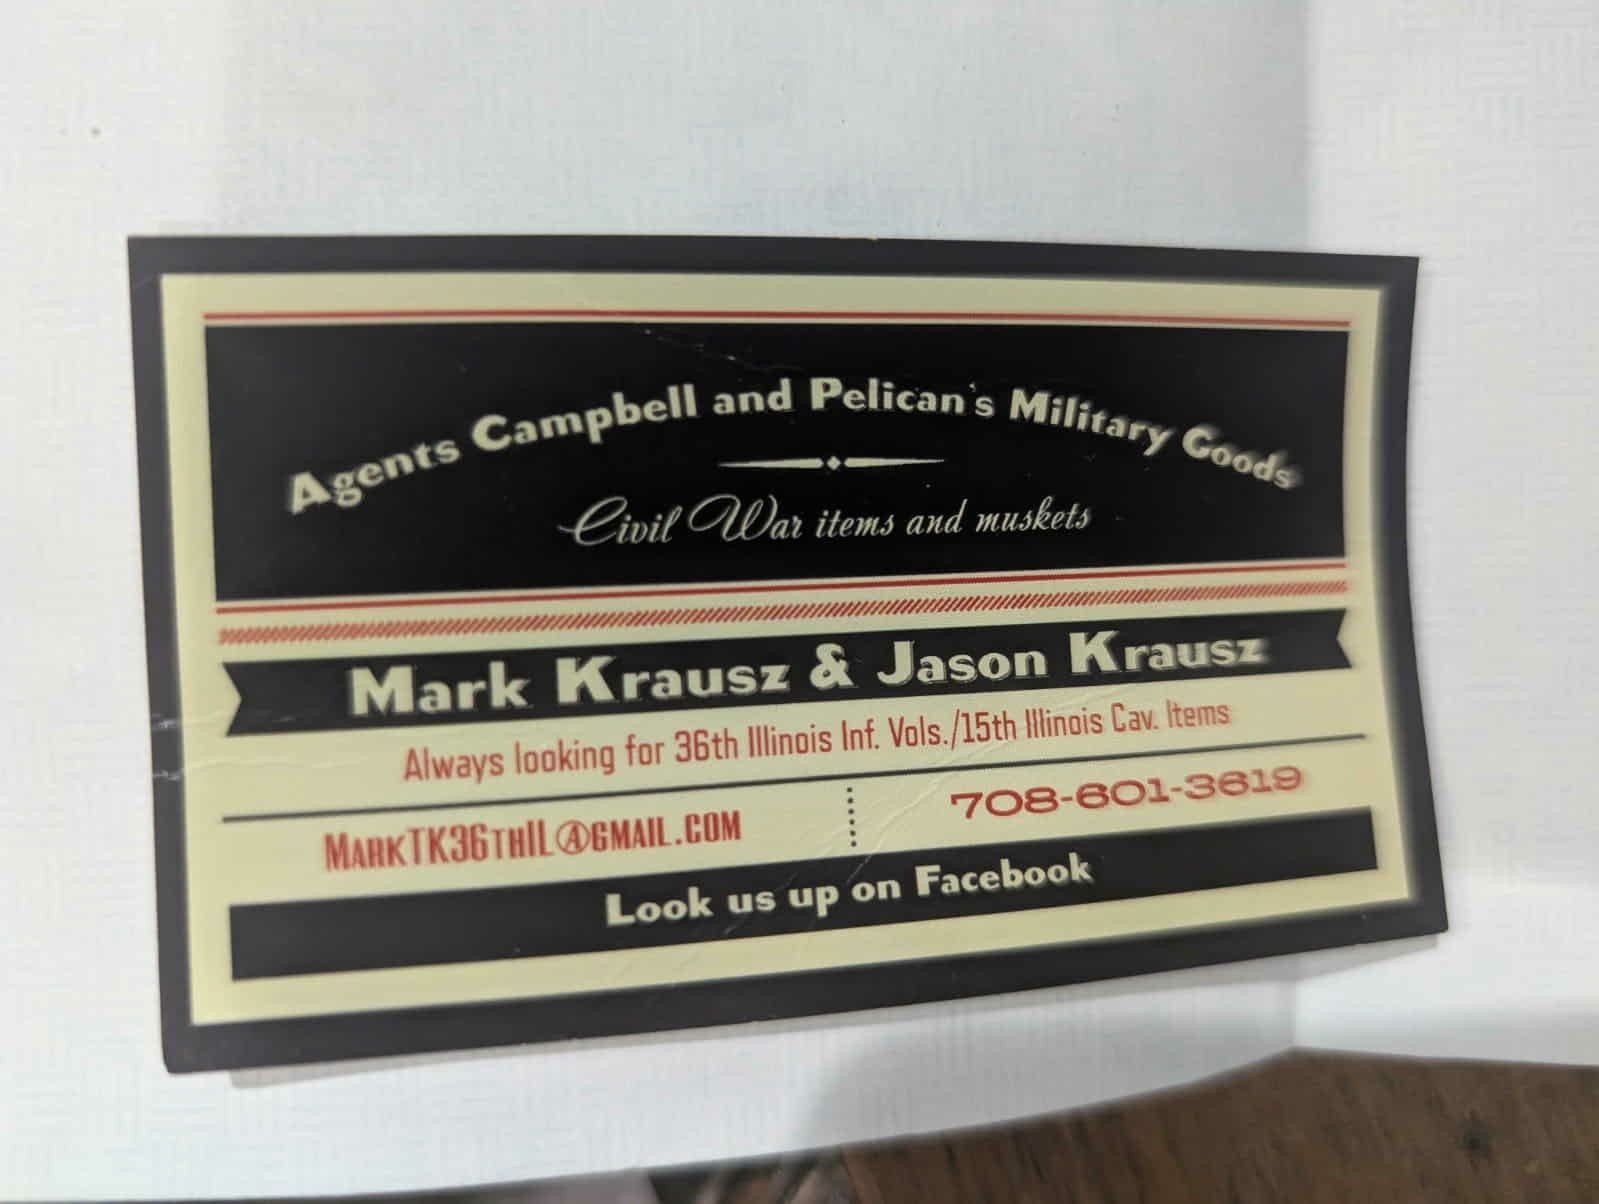 Agents Campbell and Pelican's Military Goods
Civil War items and muskets
Mark Krausz & Jason Krausz
Always looking for 36th Illinois Inf. Vols./15th Illinois Cav. Items
MarkTK36thIL@gmail.com
708-601-3619
Look us up on Facebook